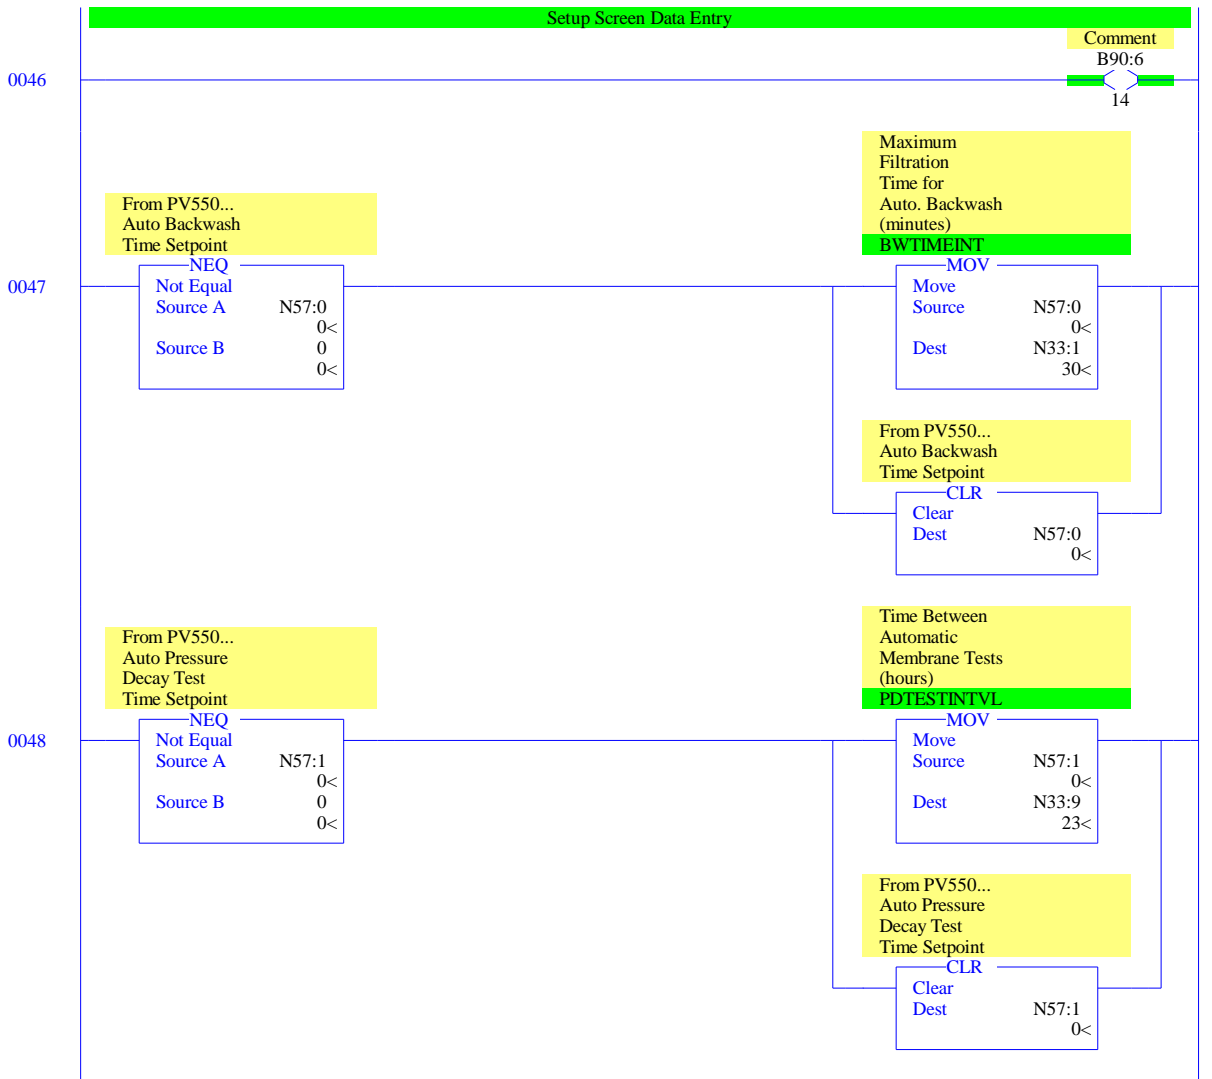 Setup Screen Data Entry
Comment
B90:6
0046
14
Maximum
Filtration
Time for
Auto. Backwash
(minutes)
BWTIMEINT
From PV550...
Auto Backwash
Time Setpoint
0047
NEQ
Not Equal
Source A N57:0
0<
Source B 0
0<
MOV
Move
Source N57:0
0<
Dest N33:1
30<
From PV550...
Auto Backwash
Time Setpoint
CLR
Clear
Dest N57:0
0<
Time Between
Automatic
Membrane Tests
(hours)
PDTESTINTVL
From PV550...
Auto Pressure
Decay Test
Time Setpoint
0048
NEQ
Not Equal
Source A N57:1
0<
Source B 0
0<
MOV
Move
Source N57:1
0<
Dest N33:9
23<
From PV550...
Auto Pressure
Decay Test
Time Setpoint
CLR
Clear
Dest N57:1
0<